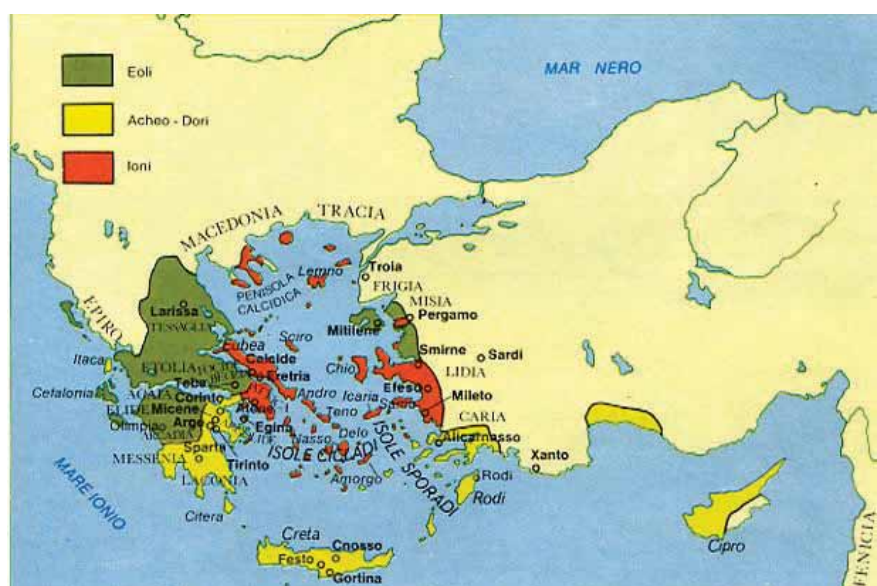 Eoli
Acheo - Dori
Ioni
MAR NERO
MACEDONIA
TRACIA
EPIRO
Larissa
TESSAGLIA
PENISOLA
CALCIDICA
Lemno
Troia
FRIGIA
MISIA
Pergamo
Mitilene
Sciro
Eubea
Itaca
ETOLIA
Calcide
Smirne
Sardi
LIDIA
Chio
Cefalonia
Tebe
Eretria
Andro
Icaria
Efeso
Samo
Mileto
ACAIA
Corinto
ELIDE
Micene
Atene
Teno
CARIA
Olimpia
Argo
Egina
Delo
Alicarnasso
ARCADIA
Nasso
ISOLE CICLADI
ISOLE SPORADI
Xanto
Sparta
Tirinto
MESSENIA
LACONIA
Amorgo
Rodi
Rodi
MARE IONIO
Citera
Creta
Cnosso
Festo
Gortina
Cipro
FENICIA